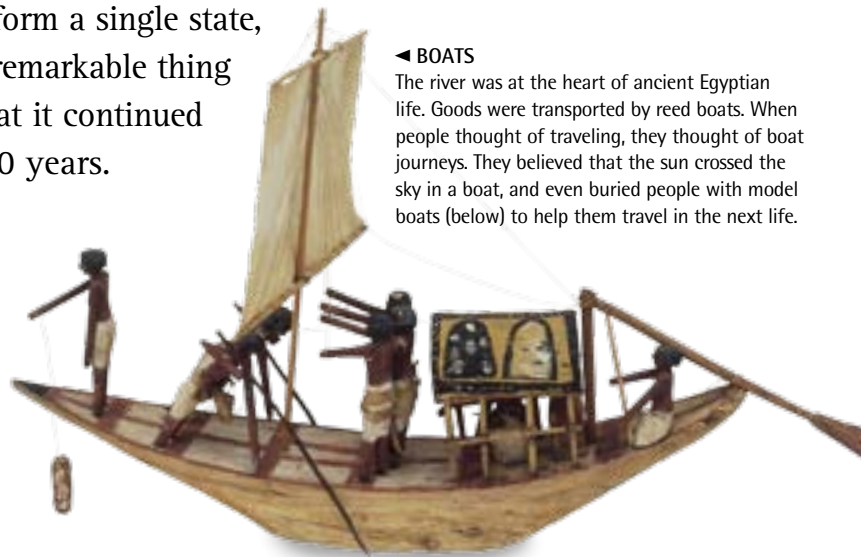 form a single state,
remarkable thing
at it continued
0 years.
◄ BOATS
The river was at the heart of ancient Egyptian
life. Goods were transported by reed boats. When
people thought of traveling, they thought of boat
journeys. They believed that the sun crossed the
sky in a boat, and even buried people with model
boats (below) to help them travel in the next life.